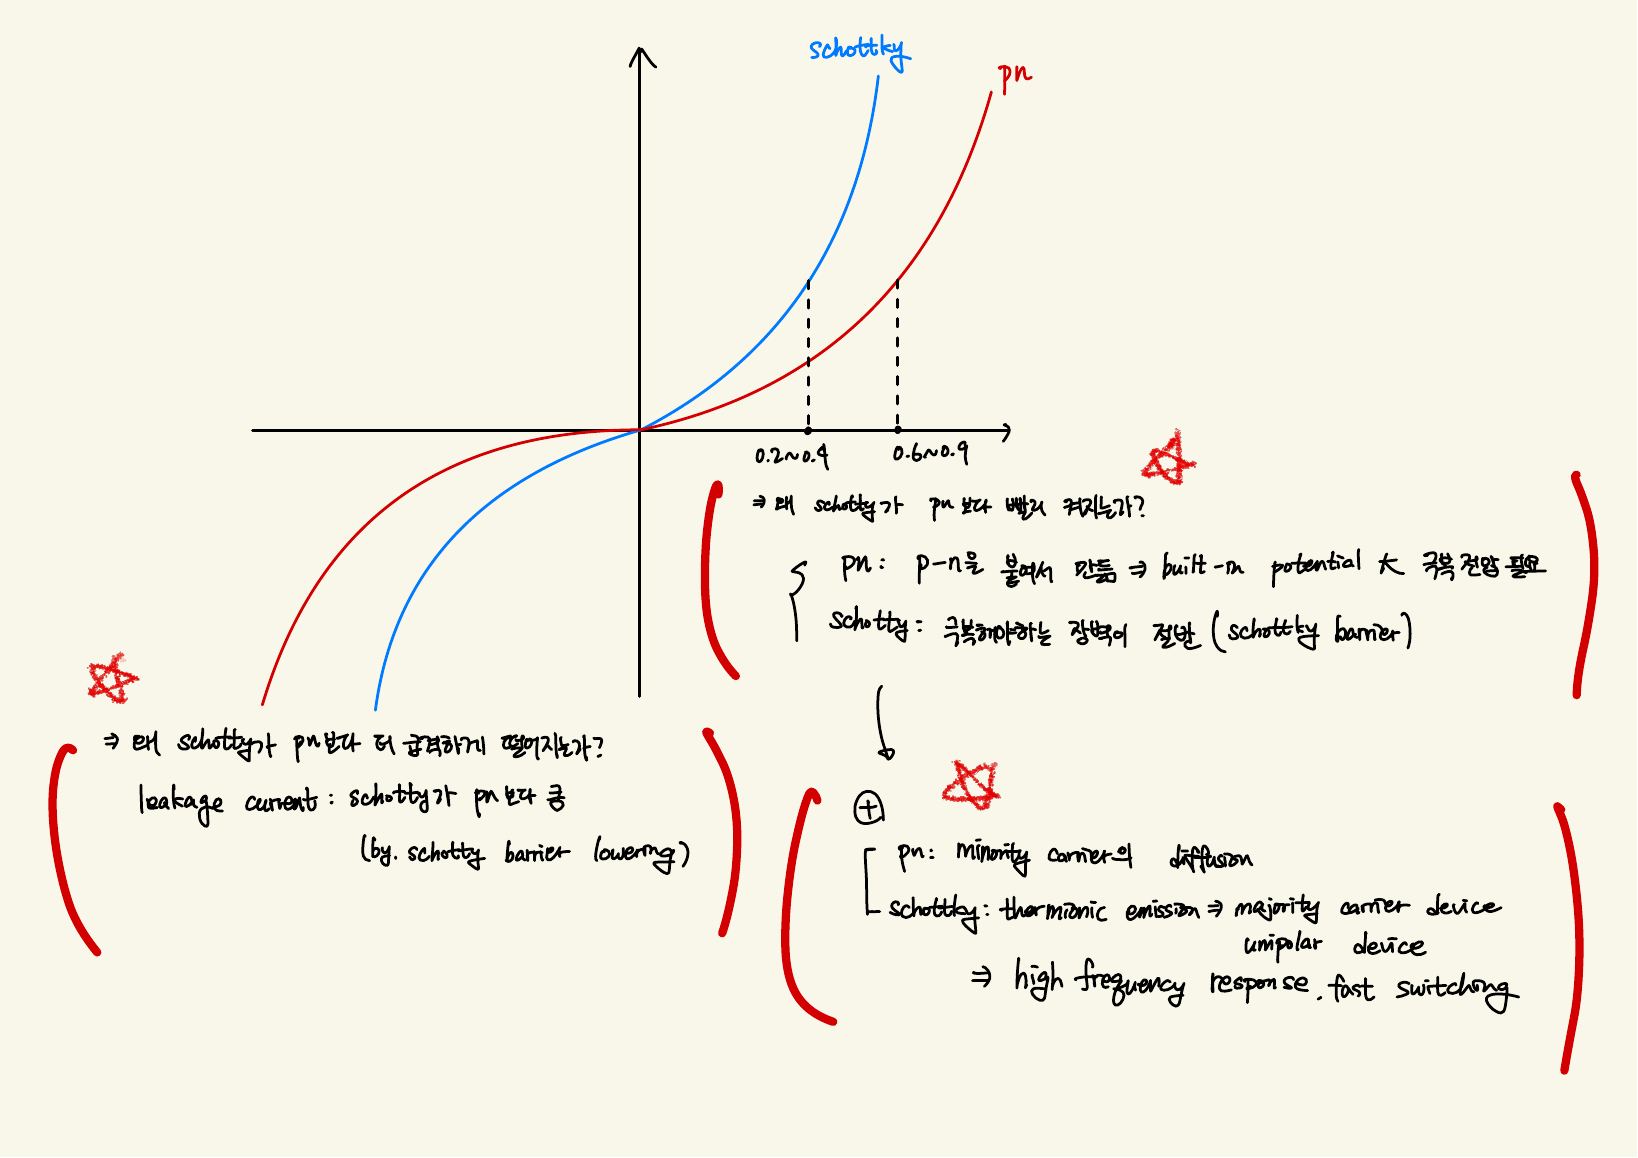 schottky
pn
0.2~0.4
0.6~0.9
⇒ 왜 schotty가 pn보다 빨리 켜지는가?
pn: p-n을 붙여서 만듦 ⇒ built-in potential 大 극복 전압 필요
schotty: 극복해야하는 장벽이 절반 (schottky barrier)
⇒ 왜 schotty가 pn보다 더 급격하게 떨어지는가?
leakage current: schotty가 pn보다 큼
(by. schotty barrier lowering)
⊕
pn: minority carrier의 diffusion
schottky: thermionic emission ⇒ majority carrier device
unipolar device
⇒ high frequency response. fast switching